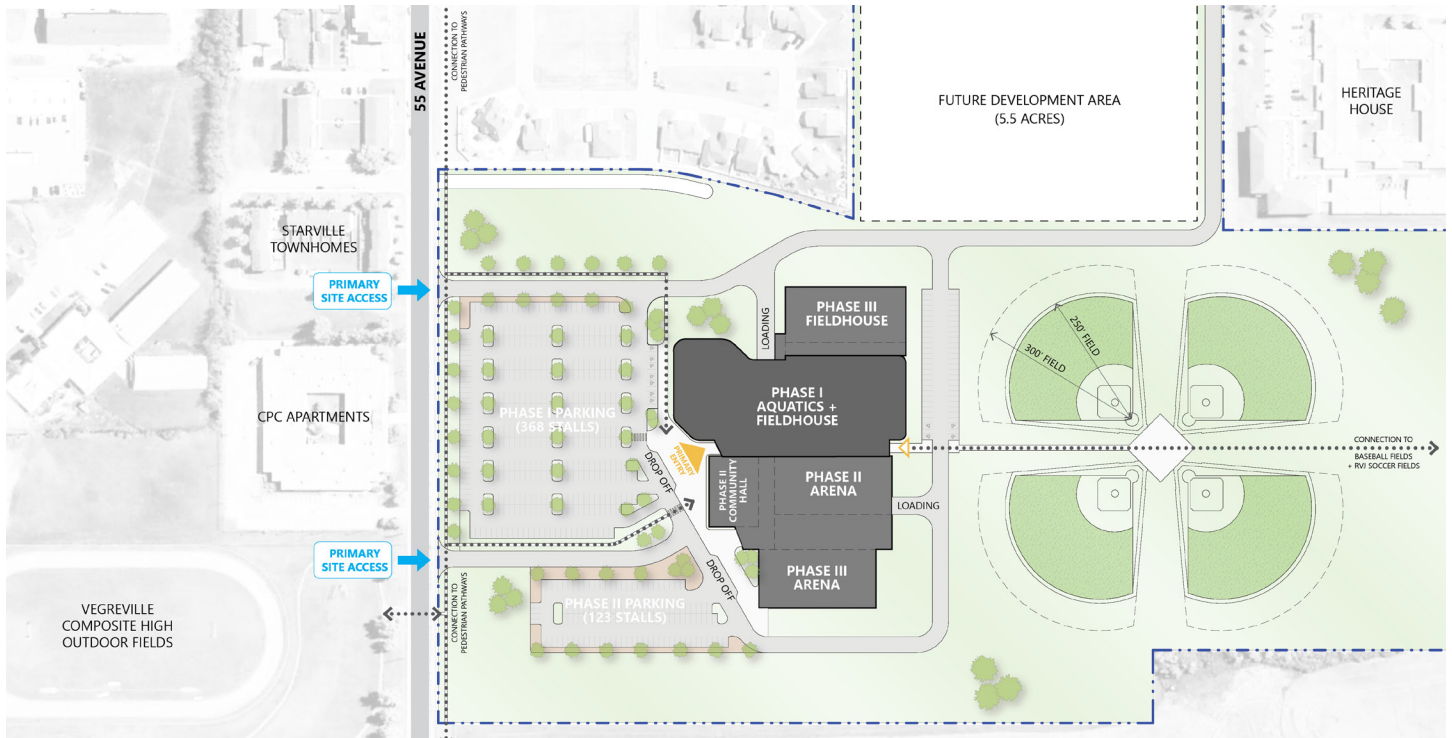 55 AVENUE
CONNECTION TO
PEDESTRIAN PATHWAYS
FUTURE DEVELOPMENT AREA
(5.5 ACRES)
HERITAGE
HOUSE
STARVILLE
TOWNHOMES
PRIMARY
SITE ACCESS
LOADING
PHASE III
FIELDHOUSE
250' FIELD
300' FIELD
CPC APARTMENTS
PHASE I PARKING
(368 STALLS)
PHASE I
AQUATICS +
FIELDHOUSE
PRIMARY
ENTRY
DROP OFF
CONNECTION TO
BASEBALL FIELDS
+ RVI SOCCER FIELDS
PHASE II
COMMUNITY
HALL
PHASE II
ARENA
LOADING
PRIMARY
SITE ACCESS
DROP OFF
PHASE III
ARENA
VEGREVILLE
COMPOSITE HIGH
OUTDOOR FIELDS
CONNECTION TO
PEDESTRIAN PATHWAYS
PHASE II PARKING
(123 STALLS)